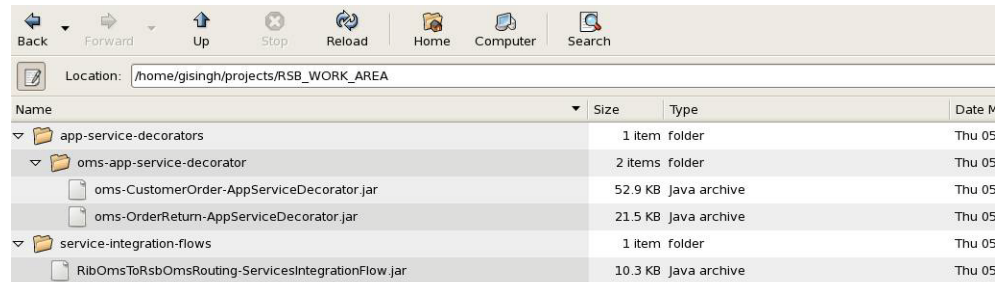 Back Forward Up Stop Reload Home Computer Search
Location: /home/gisingh/projects/RSB_WORK_AREA
Name Size Type Date M
app-service-decorators 1 item folder Thu 05
oms-app-service-decorator 2 items folder Thu 05
oms-CustomerOrder-AppServiceDecorator.jar 52.9 KB Java archive Thu 05
oms-OrderReturn-AppServiceDecorator.jar 21.5 KB Java archive Thu 05
service-integration-flows 1 item folder Thu 05
RibOmsToRsbOmsRouting-ServicesIntegrationFlow.jar 10.3 KB Java archive Thu 05